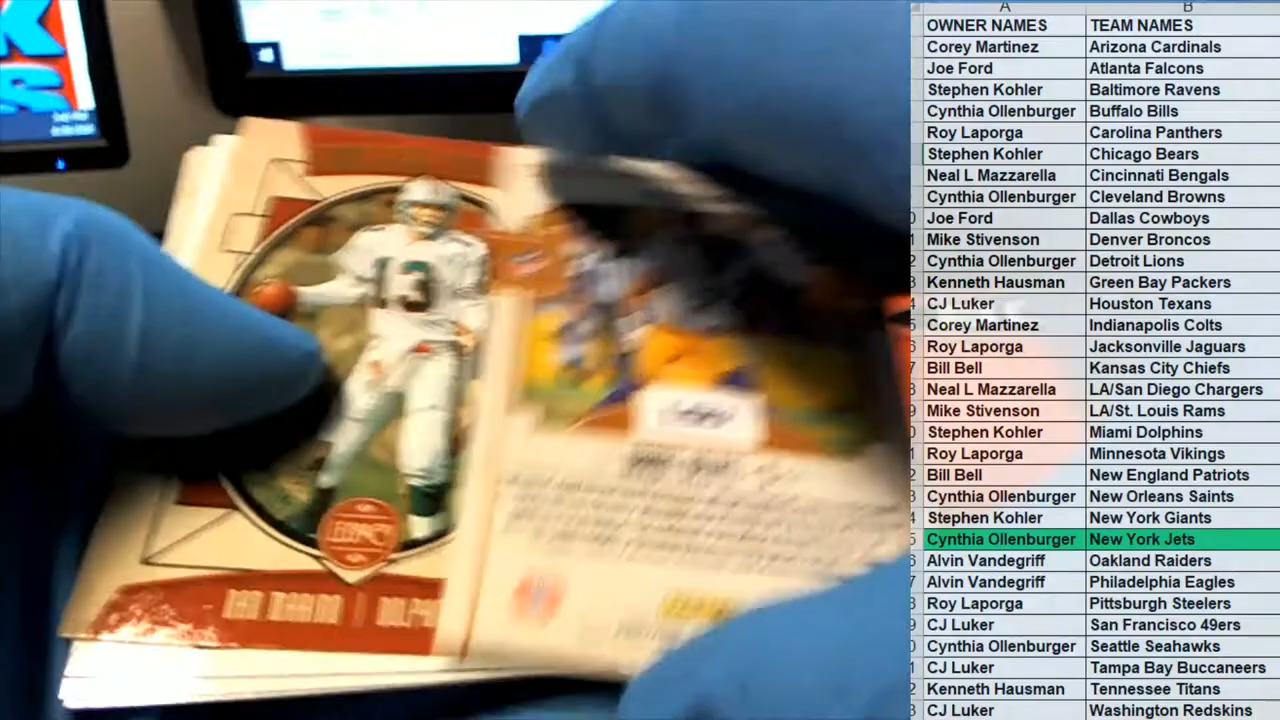 A B
OWNER NAMES TEAM NAMES
Corey Martinez Arizona Cardinals
Joe Ford Atlanta Falcons
Stephen Kohler Baltimore Ravens
Cynthia Ollenburger Buffalo Bills
Roy Laporga Carolina Panthers
Stephen Kohler Chicago Bears
Neal L Mazzarella Cincinnati Bengals
Cynthia Ollenburger Cleveland Browns
Joe Ford Dallas Cowboys
Mike Stivenson Denver Broncos
Cynthia Ollenburger Detroit Lions
Kenneth Hausman Green Bay Packers
CJ Luker Houston Texans
Corey Martinez Indianapolis Colts
Roy Laporga Jacksonville Jaguars
Bill Bell Kansas City Chiefs
Neal L Mazzarella LA/San Diego Chargers
Mike Stivenson LA/St. Louis Rams
Stephen Kohler Miami Dolphins
Roy Laporga Minnesota Vikings
Bill Bell New England Patriots
Cynthia Ollenburger New Orleans Saints
Stephen Kohler New York Giants
Cynthia Ollenburger New York Jets
Alvin Vandegriff Oakland Raiders
Alvin Vandegriff Philadelphia Eagles
Roy Laporga Pittsburgh Steelers
CJ Luker San Francisco 49ers
Cynthia Ollenburger Seattle Seahawks
CJ Luker Tampa Bay Buccaneers
Kenneth Hausman Tennessee Titans
CJ Luker Washington Redskins
13
LEGACY
DAN MARINO